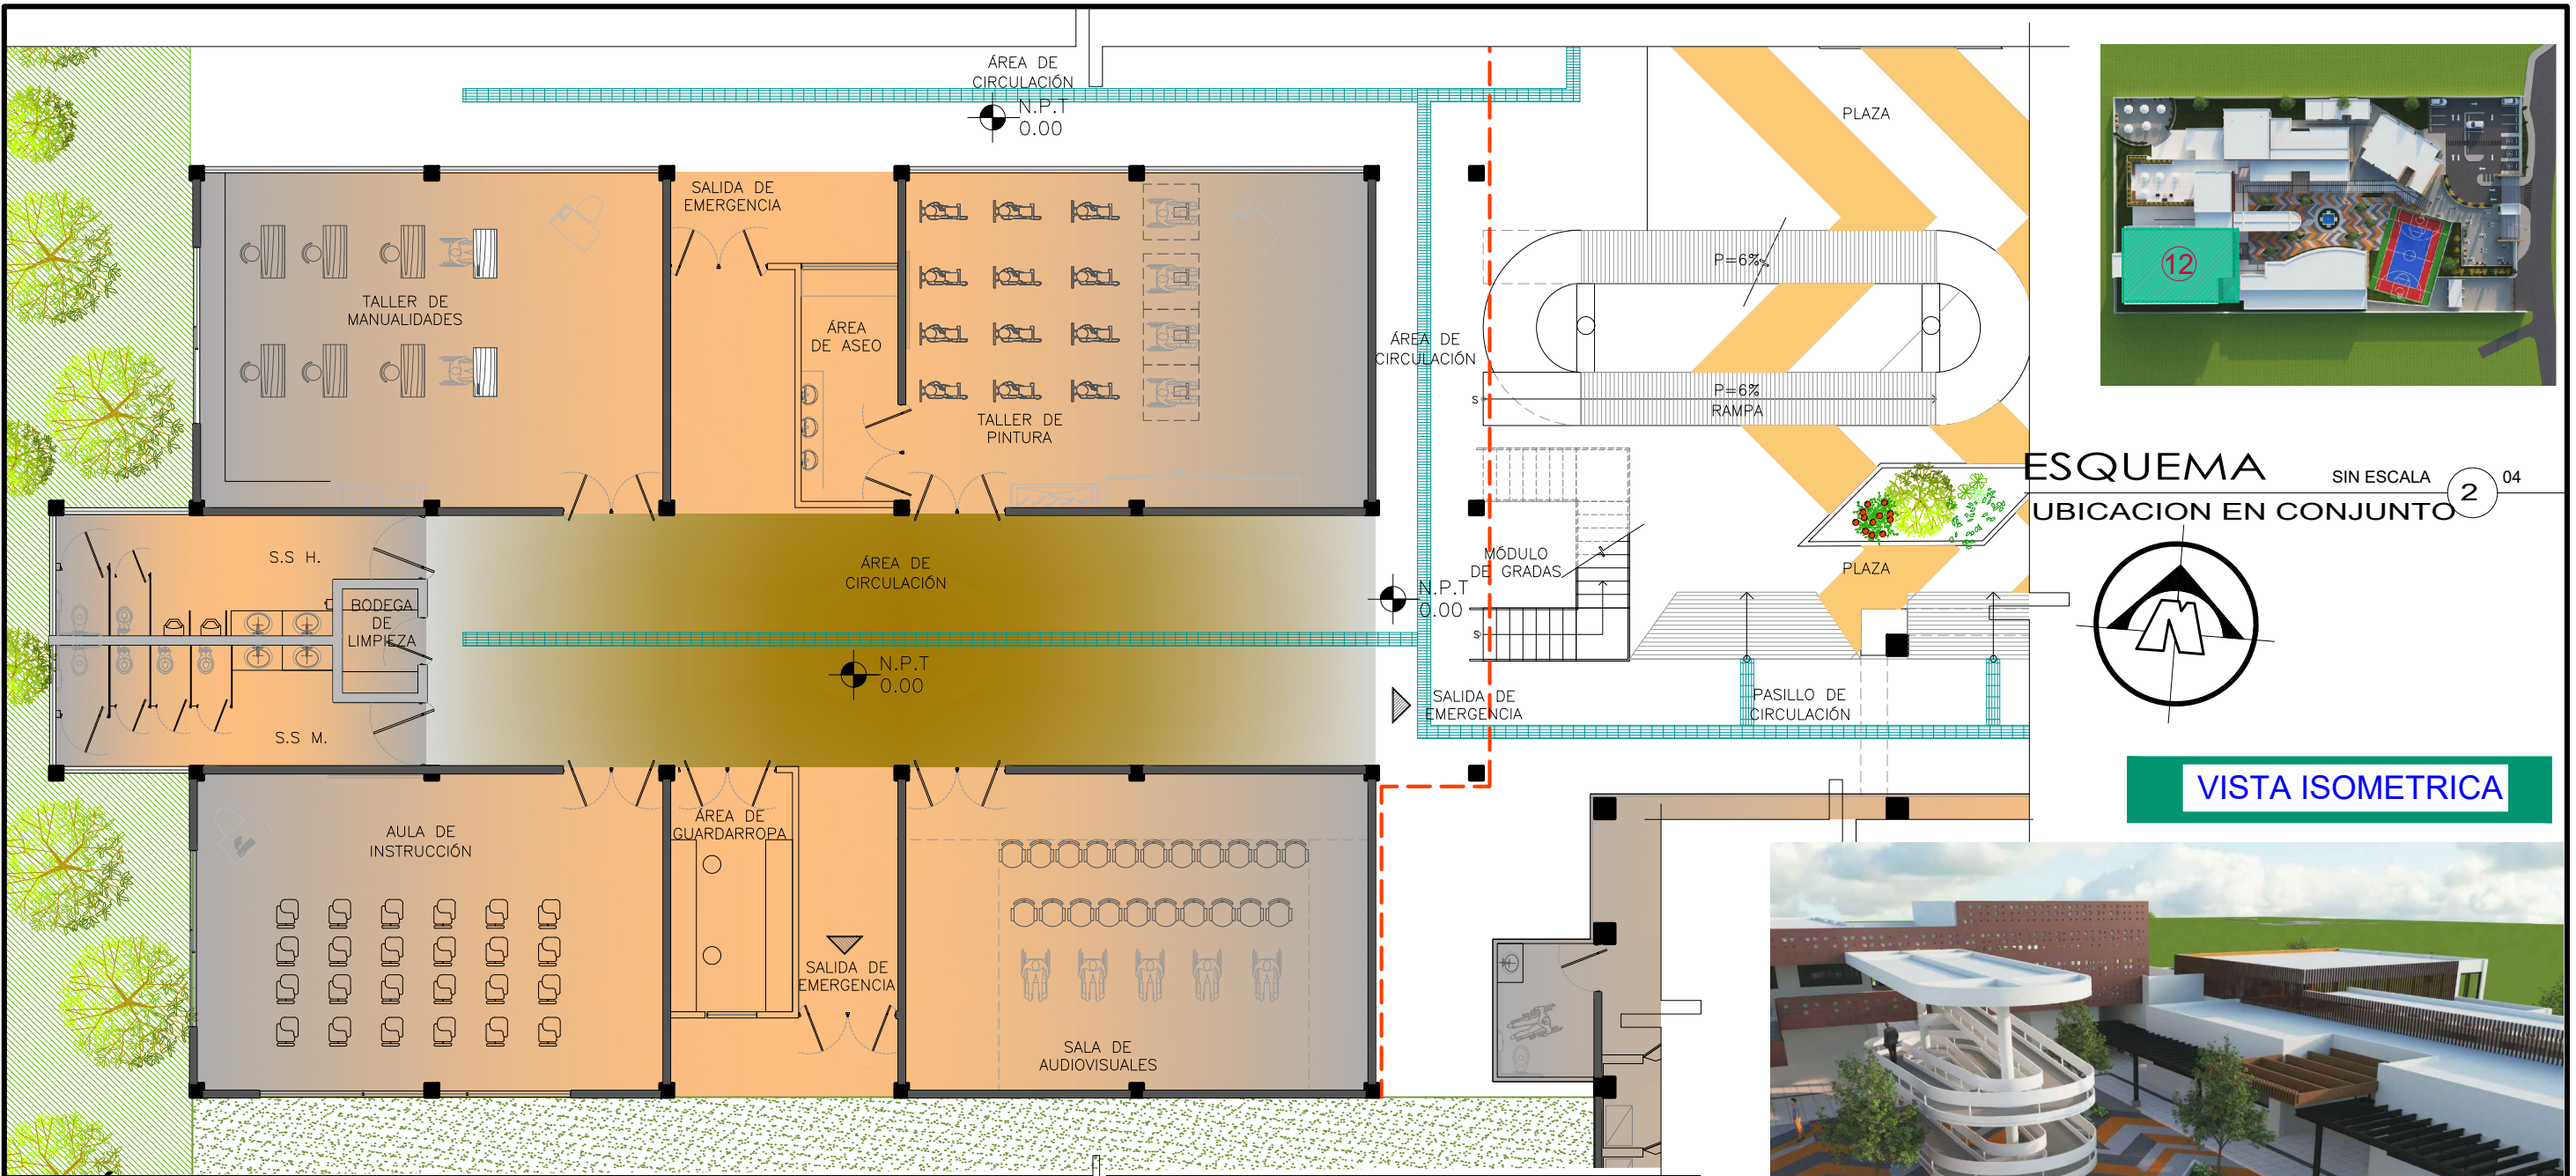 ÁREA DE
CIRCULACIÓN
N.P.T
0.00
PLAZA
SALIDA DE
EMERGENCIA
TALLER DE
MANUALIDADES
ÁREA
DE ASEO
TALLER DE
PINTURA
ÁREA DE
CIRCULACIÓN
P=6%
P=6%
RAMPA
S
12
ESQUEMA
SIN ESCALA
2
04
UBICACION EN CONJUNTO
S.S H.
BODEGA
DE
LIMPIEZA
S.S M.
ÁREA DE
CIRCULACIÓN
N.P.T
0.00
N.P.T
0.00
MÓDULO
DE GRADAS
S
PLAZA
SALIDA DE
EMERGENCIA
PASILLO DE
CIRCULACIÓN
N
VISTA ISOMETRICA
AULA DE
INSTRUCCIÓN
ÁREA DE
GUARDARROPA
SALIDA DE
EMERGENCIA
SALA DE
AUDIOVISUALES